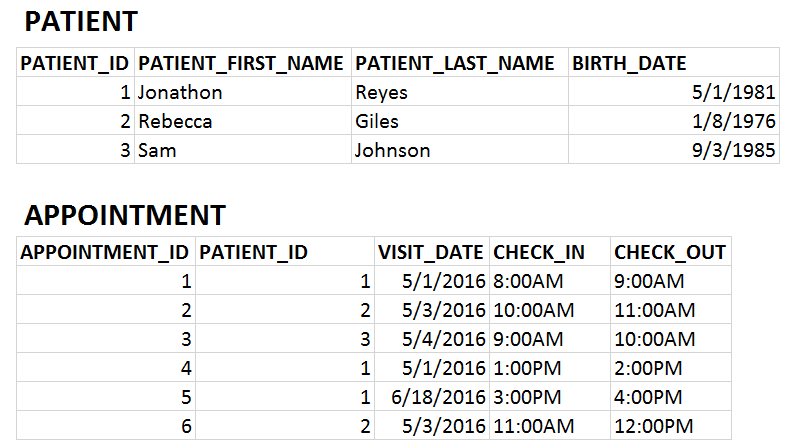 PATIENT
PATIENT_ID PATIENT_FIRST_NAME PATIENT_LAST_NAME BIRTH_DATE
1 Jonathon Reyes 5/1/1981
2 Rebecca Giles 1/8/1976
3 Sam Johnson 9/3/1985
APPOINTMENT
APPOINTMENT_ID PATIENT_ID VISIT_DATE CHECK_IN CHECK_OUT
1 1 5/1/2016 8:00AM 9:00AM
2 2 5/3/2016 10:00AM 11:00AM
3 3 5/4/2016 9:00AM 10:00AM
4 1 5/1/2016 1:00PM 2:00PM
5 1 6/18/2016 3:00PM 4:00PM
6 2 5/3/2016 11:00AM 12:00PM